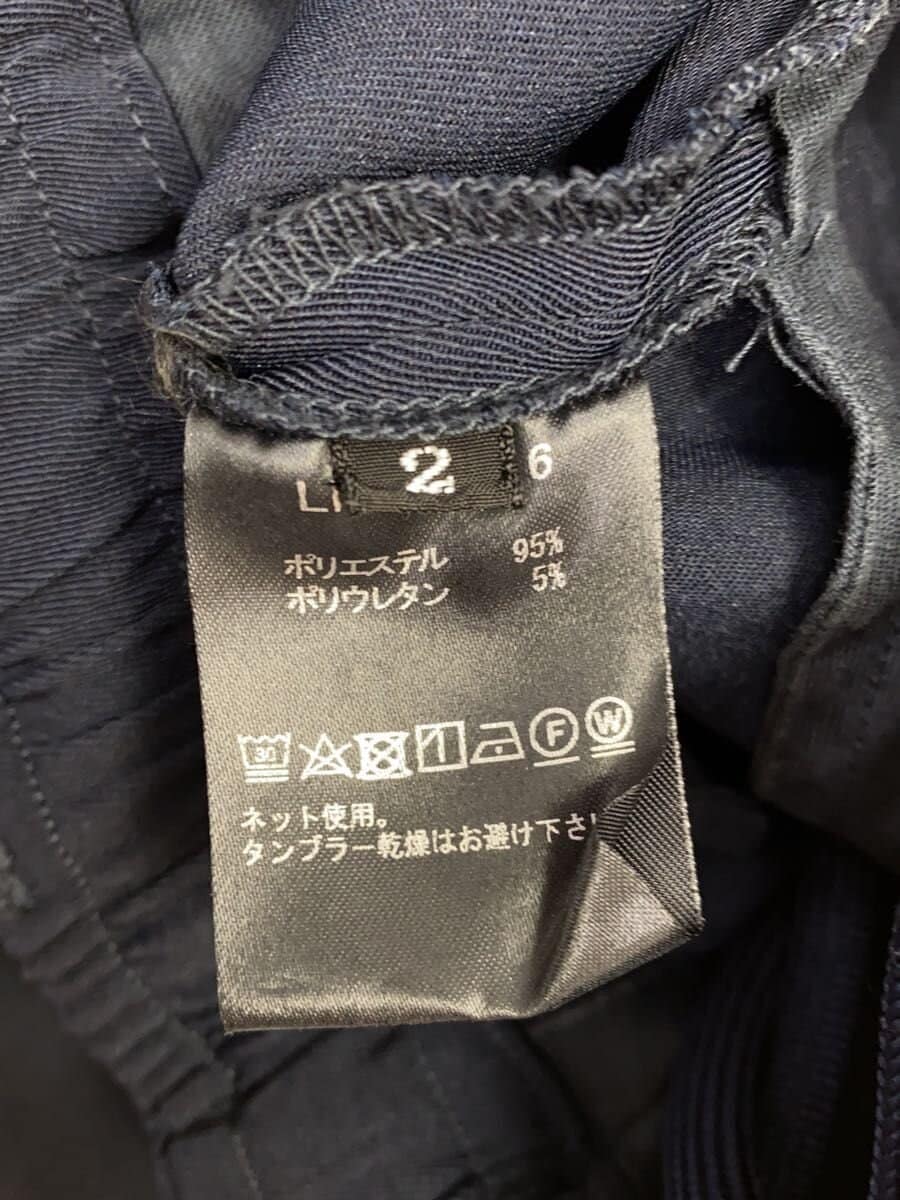 2
6
ポリエステル 95%
ポリウレタン 5%
30 F W
ネット使用。
タンブラー乾燥はお避け下さ